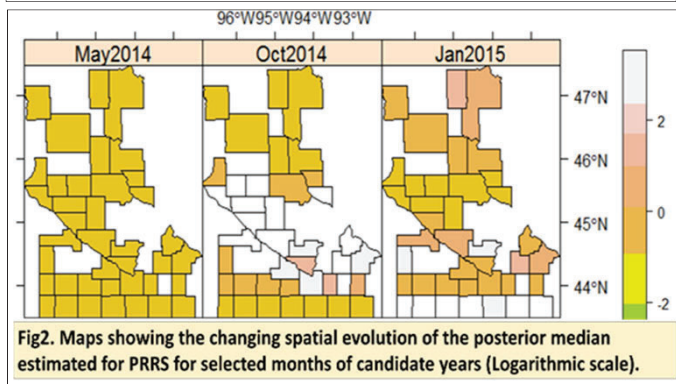 96°W95°W94°W93°W
May2014 Oct2014 Jan2015
47°N
46°N
45°N
44°N
2
0
-2
Fig2. Maps showing the changing spatial evolution of the posterior median
estimated for PRRS for selected months of candidate years (Logarithmic scale).